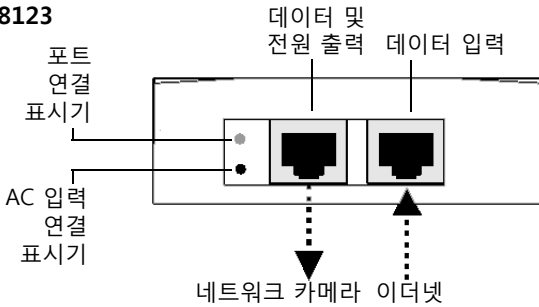 8123
데이터 및
전원 출력
데이터 입력
포트
연결
표시기
AC 입력
연결
표시기
네트워크 카메라
이더넷